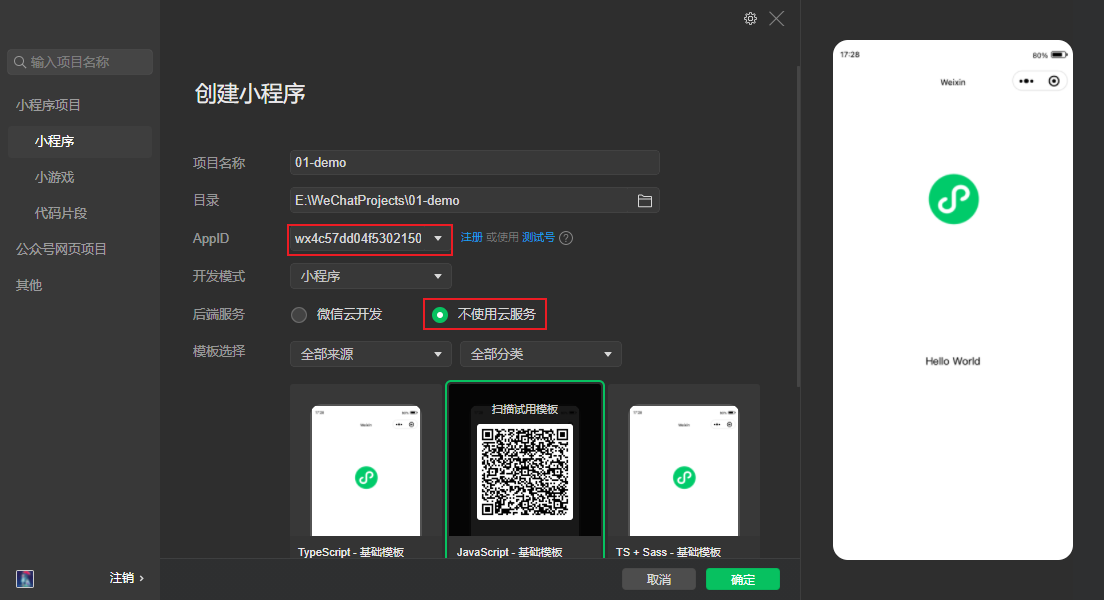 输入项目名称
小程序项目
小程序
小游戏
代码片段
公众号网页项目
其他
注销 ›
创建小程序
项目名称 01-demo
目录 E:\WeChatProjects\01-demo
AppID wx4c57dd04f5302150 注册 或使用 测试号 ?
开发模式 小程序
后端服务 微信云开发 不使用云服务
模板选择 全部来源 全部分类
17:28 Weixin
扫描试用模板
17:28 Weixin
TypeScript - 基础模板 JavaScript - 基础模板 TS + Sass - 基础模板
取消 确定
17:28 80%
Weixin
Hello World